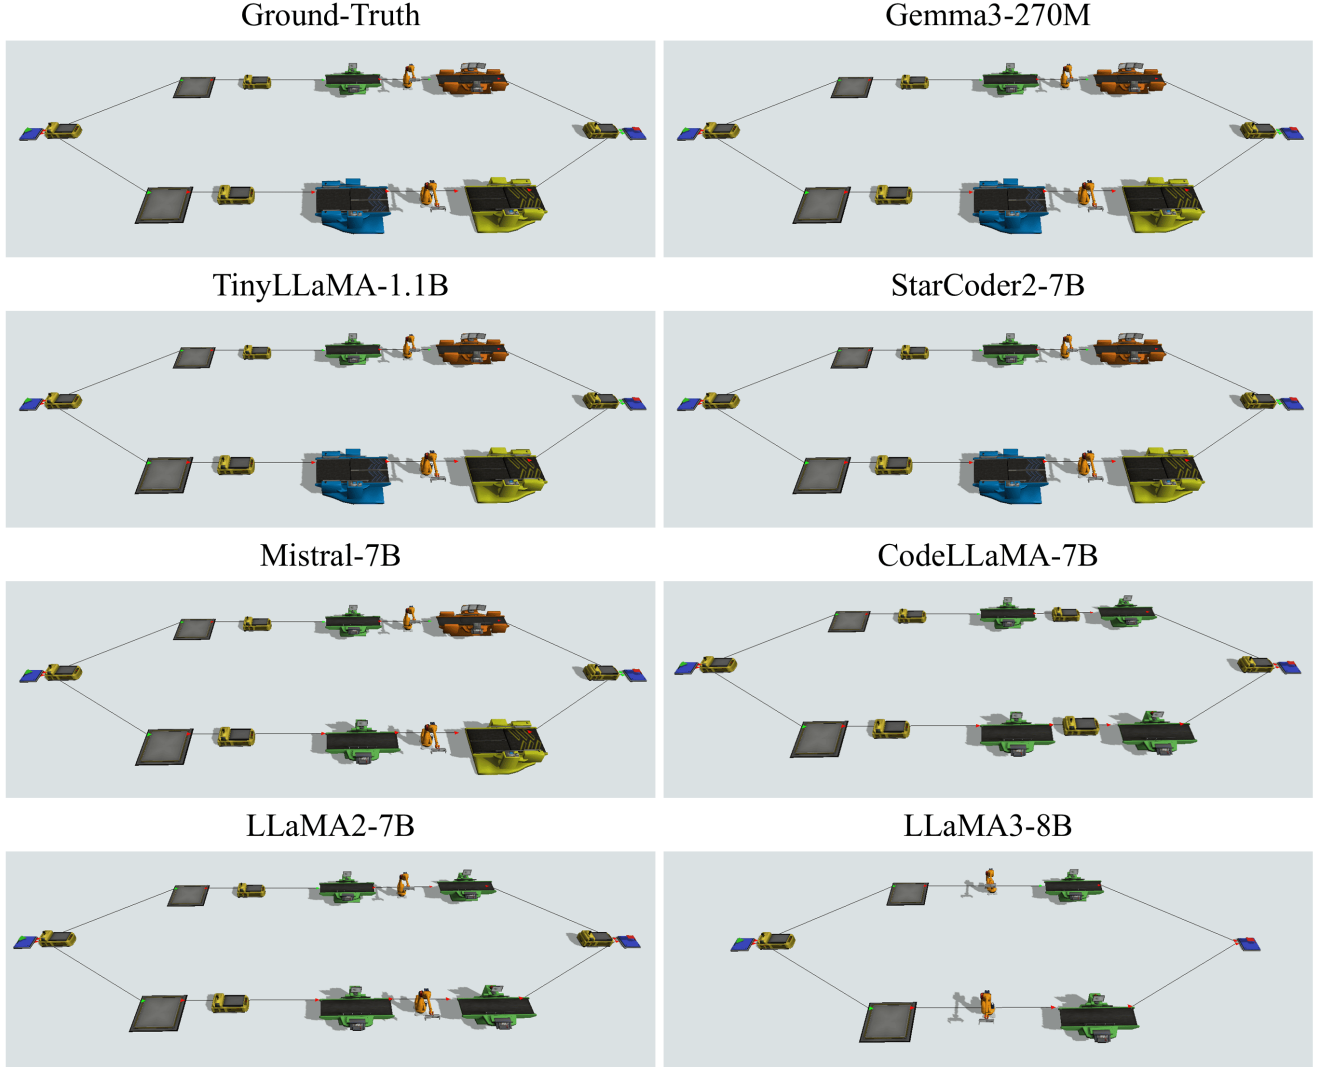 Ground-Truth
Gemma3-270M
TinyLLaMA-1.1B
StarCoder2-7B
Mistral-7B
CodeLLaMA-7B
LLaMA2-7B
LLaMA3-8B